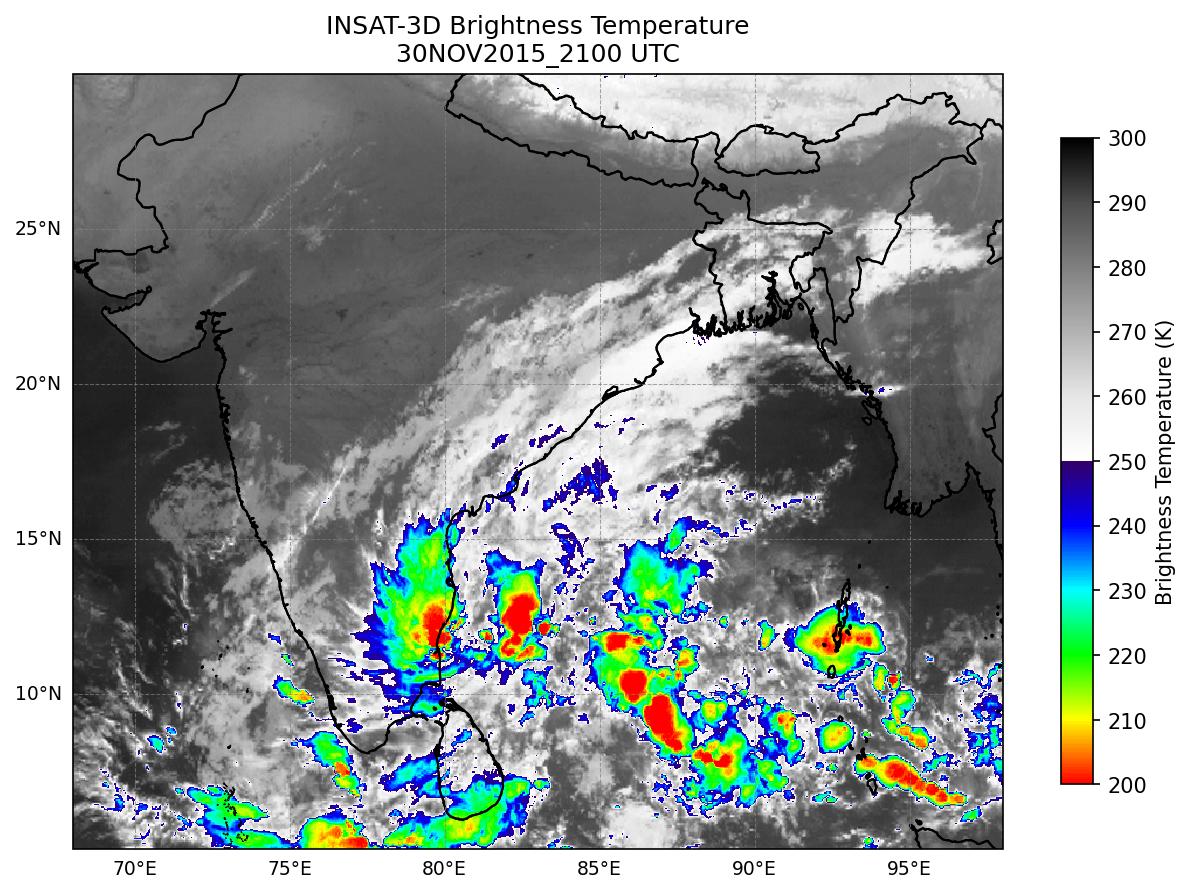 INSAT-3D Brightness Temperature
30NOV2015_2100 UTC
300
290
280
270
260
250
240
230
220
210
200
Brightness Temperature (K)
25°N
20°N
15°N
10°N
70°E
75°E
80°E
85°E
90°E
95°E